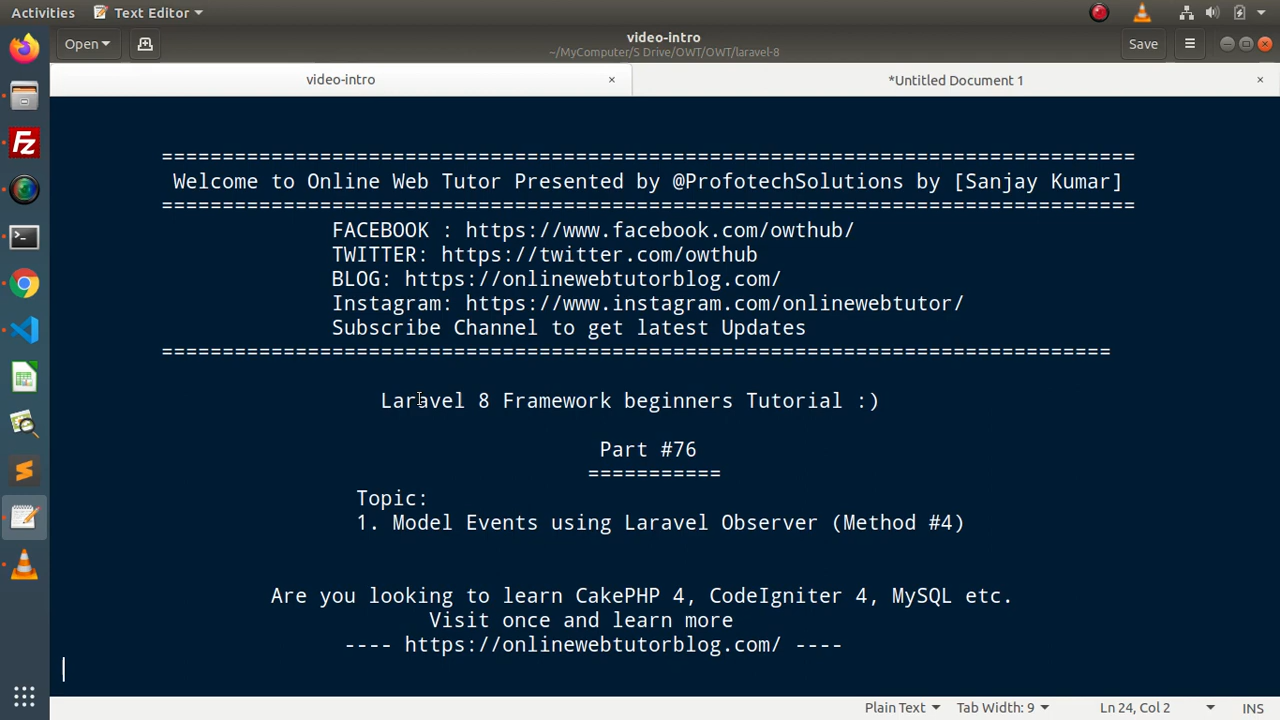 Activities
Text Editor
Open
video-intro
~/MyComputer/S Drive/OWT/OWT/laravel-8
Save
video-intro ×
*Untitled Document 1 ×
================================================================================
Welcome to Online Web Tutor Presented by @ProfotechSolutions by [Sanjay Kumar]
================================================================================
FACEBOOK : https://www.facebook.com/owthub/
TWITTER: https://twitter.com/owthub
BLOG: https://onlinewebtutorblog.com/
Instagram: https://www.instagram.com/onlinewebtutor/
Subscribe Channel to get latest Updates
==============================================================================
Laravel 8 Framework beginners Tutorial :)
Part #76
===========
Topic:
1. Model Events using Laravel Observer (Method #4)
Are you looking to learn CakePHP 4, CodeIgniter 4, MySQL etc.
Visit once and learn more
---- https://onlinewebtutorblog.com/ ----
Plain Text
Tab Width: 9
Ln 24, Col 2
INS